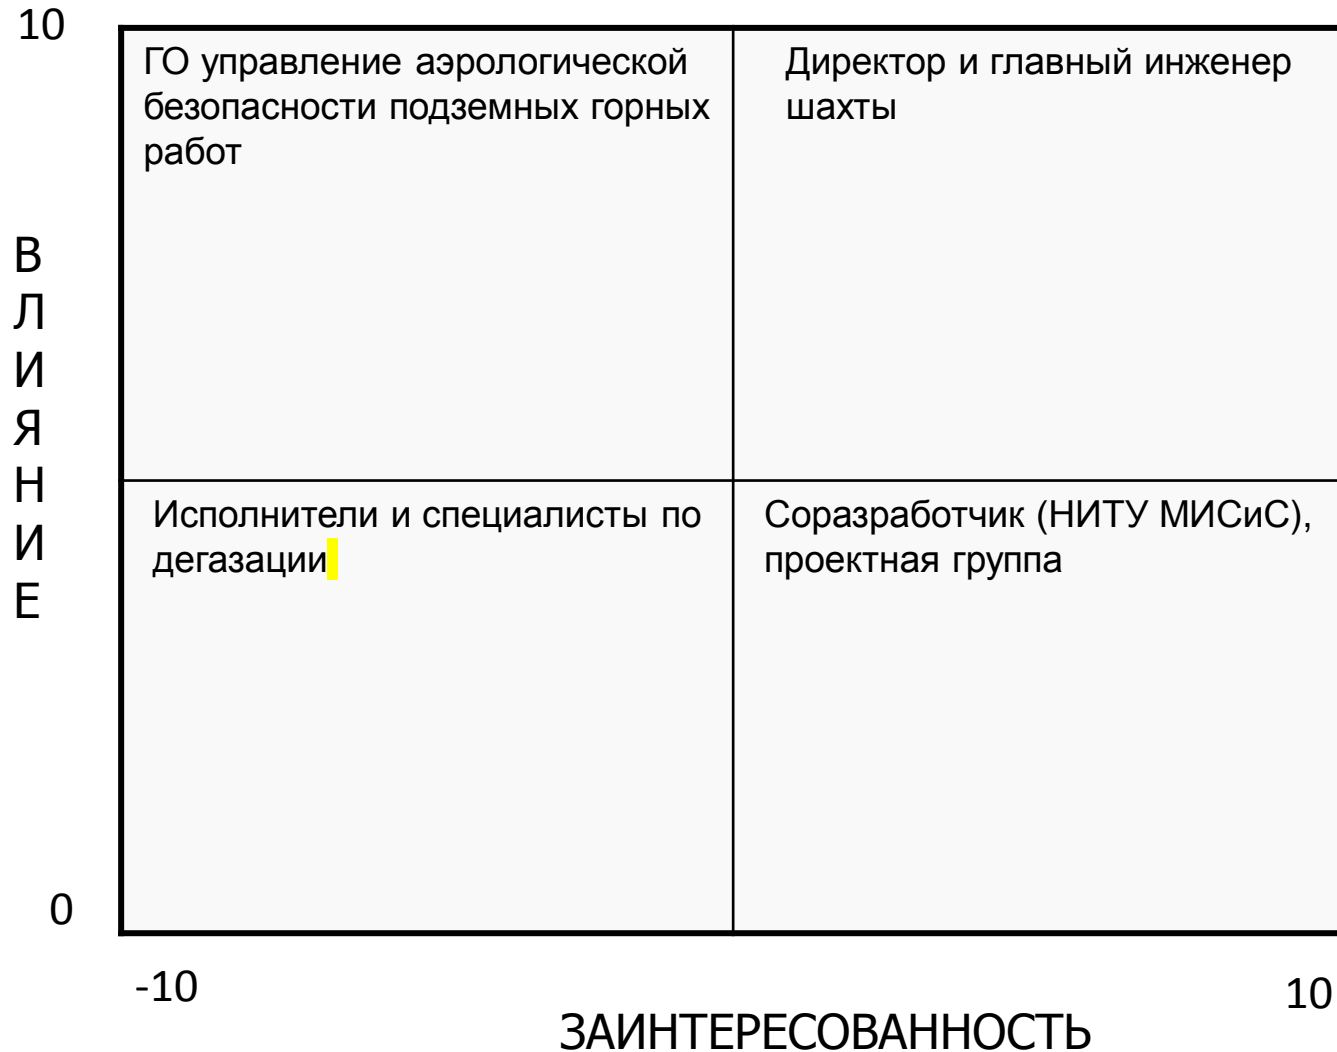 10
ГО управление аэрологической
безопасности подземных горных
работ
Директор и главный инженер
шахты
В
Л
И
Я
Н
И
Е
Исполнители и специалисты по
дегазации
Соразработчик (НИТУ МИСиС),
проектная группа
0
-10
10
ЗАИНТЕРЕСОВАННОСТЬ